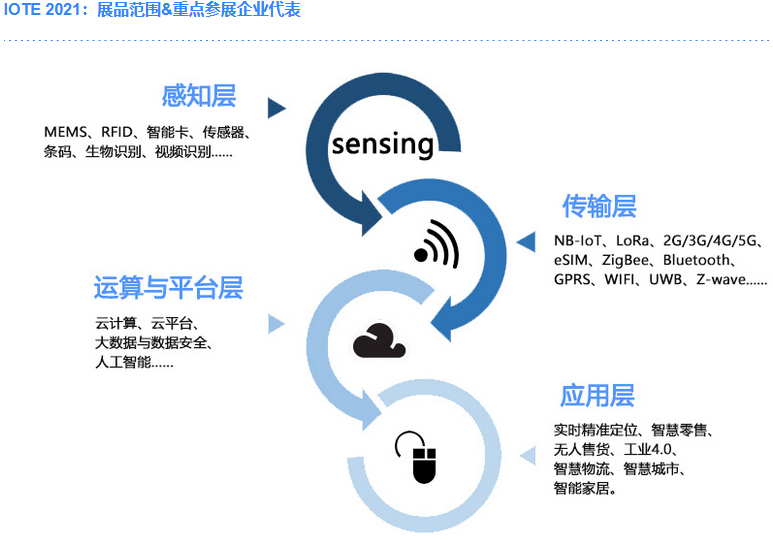 IOTE 2021：展品范围&重点参展企业代表
感知层
MEMS、RFID、智能卡、传感器、
条码、生物识别、视频识别......
sensing
传输层
NB-IoT、LoRa、2G/3G/4G/5G、
eSIM、ZigBee、Bluetooth、
GPRS、WIFI、UWB、Z-wave......
运算与平台层
云计算、云平台、
大数据与数据安全、
人工智能......
应用层
实时精准定位、智慧零售、
无人售货、工业4.0、
智慧物流、智慧城市、
智能家居。